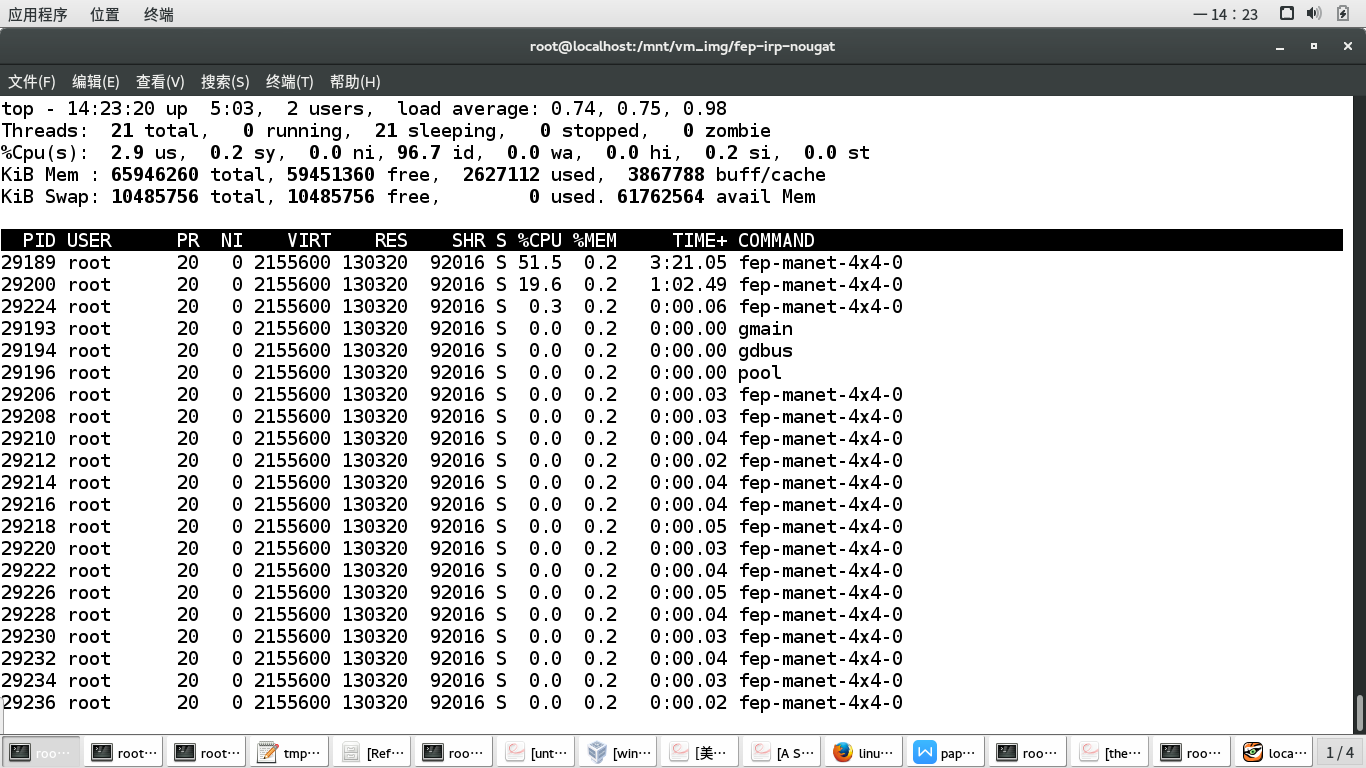 应用程序 位置 终端 一 14：23
root@localhost:/mnt/vm_img/fep-irp-nougat
文件(F) 编辑(E) 查看(V) 搜索(S) 终端(T) 帮助(H)
top - 14:23:20 up  5:03,  2 users,  load average: 0.74, 0.75, 0.98
Threads:  21 total,   0 running,  21 sleeping,   0 stopped,   0 zombie
%Cpu(s):  2.9 us,  0.2 sy,  0.0 ni, 96.7 id,  0.0 wa,  0.0 hi,  0.2 si,  0.0 st
KiB Mem : 65946260 total, 59451360 free,  2627112 used,  3867788 buff/cache
KiB Swap: 10485756 total, 10485756 free,        0 used. 61762564 avail Mem
PID USER PR NI VIRT RES SHR S %CPU %MEM TIME+ COMMAND
29189 root 20 0 2155600 130320 92016 S 51.5 0.2 3:21.05 fep-manet-4x4-0
29200 root 20 0 2155600 130320 92016 S 19.6 0.2 1:02.49 fep-manet-4x4-0
29224 root 20 0 2155600 130320 92016 S 0.3 0.2 0:00.06 fep-manet-4x4-0
29193 root 20 0 2155600 130320 92016 S 0.0 0.2 0:00.00 gmain
29194 root 20 0 2155600 130320 92016 S 0.0 0.2 0:00.00 gdbus
29196 root 20 0 2155600 130320 92016 S 0.0 0.2 0:00.00 pool
29206 root 20 0 2155600 130320 92016 S 0.0 0.2 0:00.03 fep-manet-4x4-0
29208 root 20 0 2155600 130320 92016 S 0.0 0.2 0:00.03 fep-manet-4x4-0
29210 root 20 0 2155600 130320 92016 S 0.0 0.2 0:00.04 fep-manet-4x4-0
29212 root 20 0 2155600 130320 92016 S 0.0 0.2 0:00.02 fep-manet-4x4-0
29214 root 20 0 2155600 130320 92016 S 0.0 0.2 0:00.04 fep-manet-4x4-0
29216 root 20 0 2155600 130320 92016 S 0.0 0.2 0:00.04 fep-manet-4x4-0
29218 root 20 0 2155600 130320 92016 S 0.0 0.2 0:00.05 fep-manet-4x4-0
29220 root 20 0 2155600 130320 92016 S 0.0 0.2 0:00.03 fep-manet-4x4-0
29222 root 20 0 2155600 130320 92016 S 0.0 0.2 0:00.04 fep-manet-4x4-0
29226 root 20 0 2155600 130320 92016 S 0.0 0.2 0:00.05 fep-manet-4x4-0
29228 root 20 0 2155600 130320 92016 S 0.0 0.2 0:00.04 fep-manet-4x4-0
29230 root 20 0 2155600 130320 92016 S 0.0 0.2 0:00.03 fep-manet-4x4-0
29232 root 20 0 2155600 130320 92016 S 0.0 0.2 0:00.04 fep-manet-4x4-0
29234 root 20 0 2155600 130320 92016 S 0.0 0.2 0:00.03 fep-manet-4x4-0
29236 root 20 0 2155600 130320 92016 S 0.0 0.2 0:00.02 fep-manet-4x4-0
roo… root… root… tmp… [Ref… roo… [unt… [win… [美… [A S… linu… pap… roo… [the… roo… loca… 1 / 4